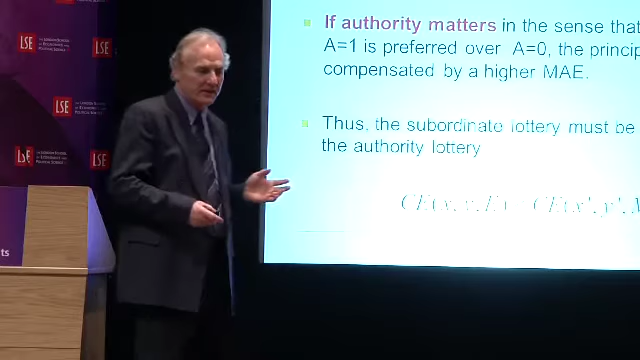 If authority matters in the sense that
A=1 is preferred over A=0, the princip
compensated by a higher MAE.
Thus, the subordinate lottery must be
the authority lottery
LSE
LSE
LSE
LSE
LSE
ts